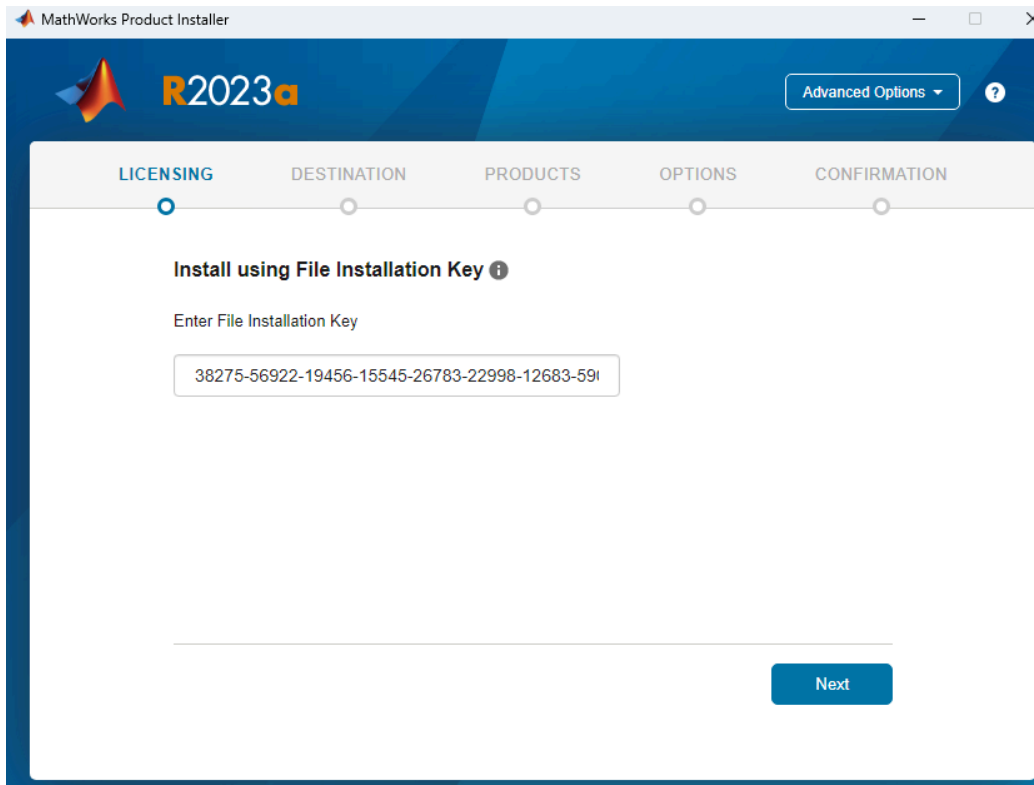 MathWorks Product Installer
R2023a
Advanced Options
?
LICENSING DESTINATION PRODUCTS OPTIONS CONFIRMATION
Install using File Installation Key i
Enter File Installation Key
38275-56922-19456-15545-26783-22998-12683-59
Next